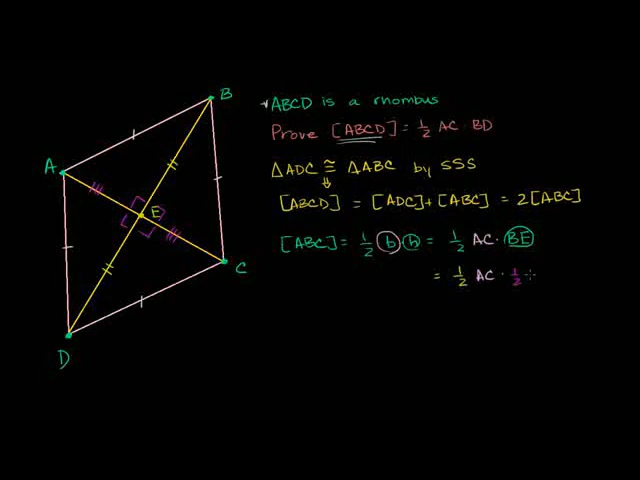 B
ABCD is a rhombus
Prove [ABCD] = 1/2 AC · BD
A
ΔADC ≅ ΔABC by SSS
⇓
[ABCD] = [ADC] + [ABC] = 2[ABC]
E
[ABC] = 1/2 b h = 1/2 AC · BE
C
= 1/2 AC · 1/2 ·
D